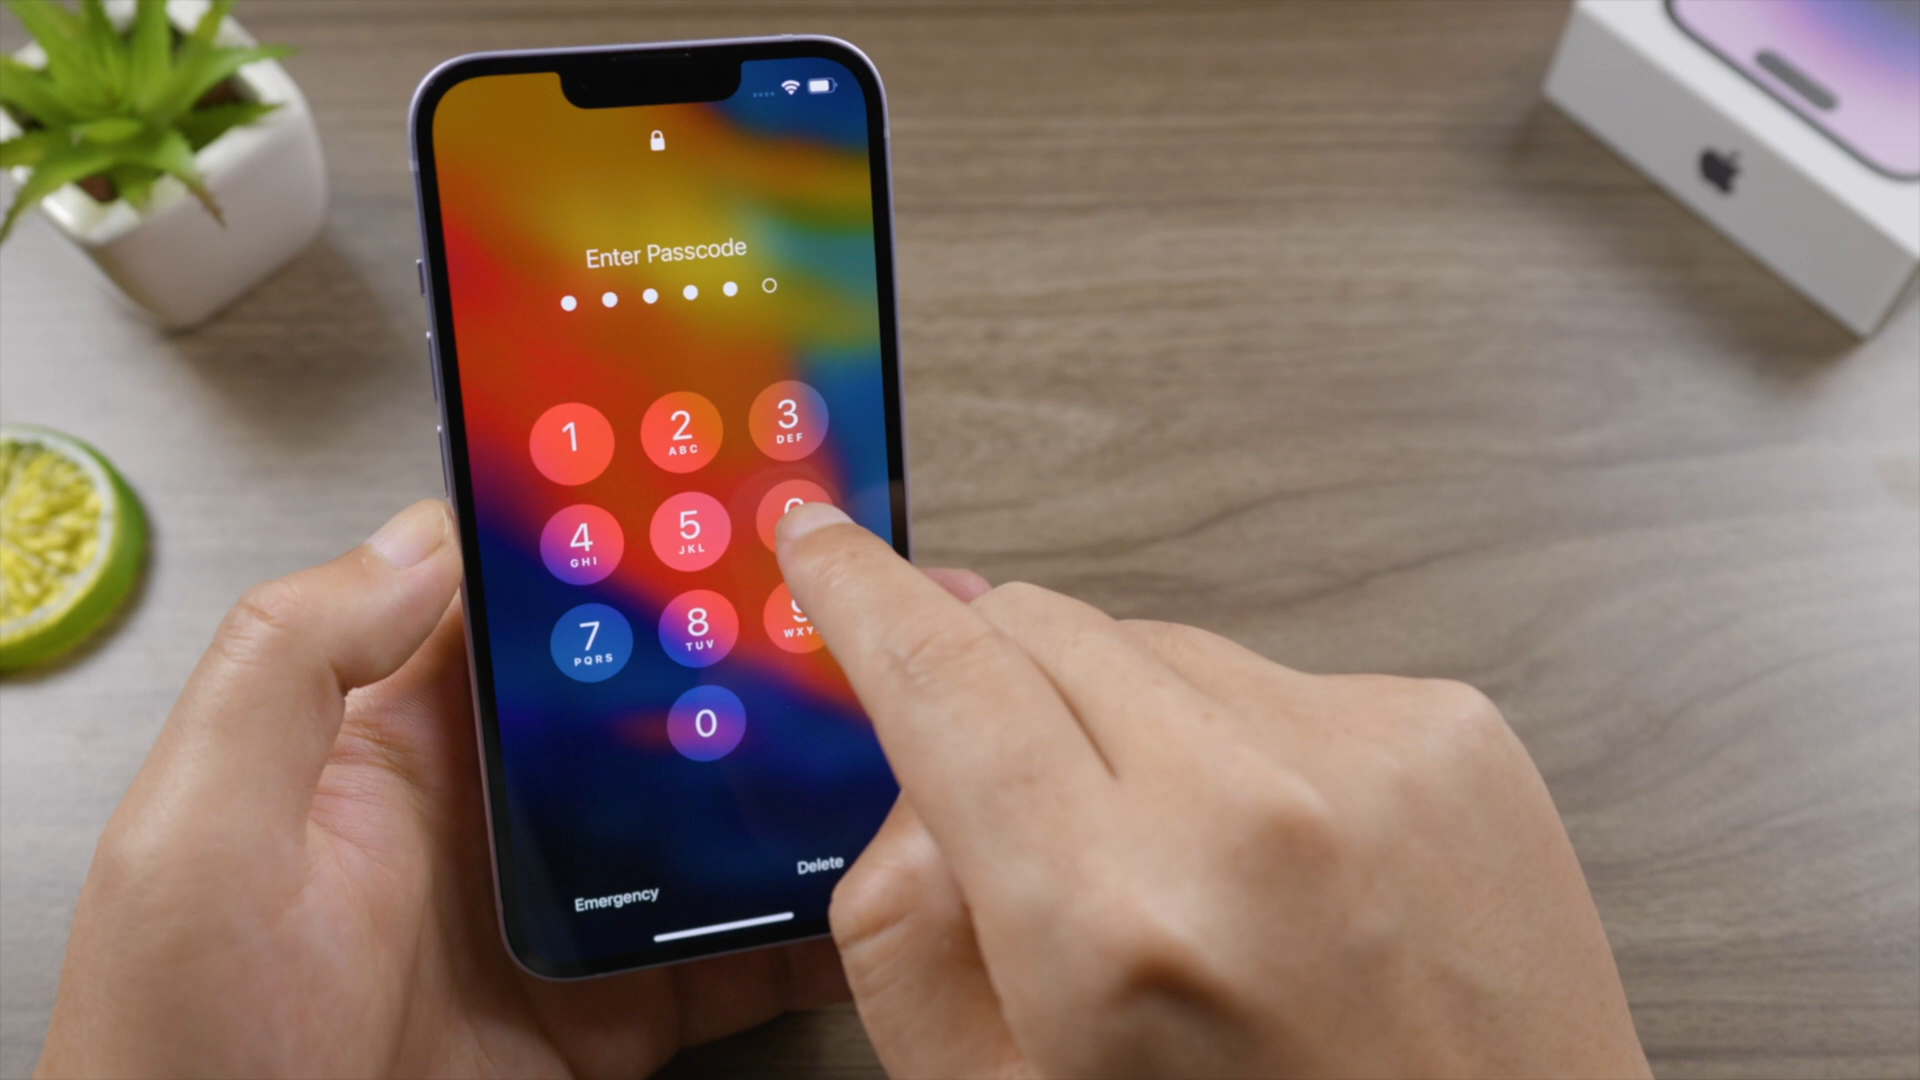 Enter Passcode
1
2
ABC
3
DEF
4
GHI
5
JKL
7
PQRS
8
TUV
0
Delete
Emergency